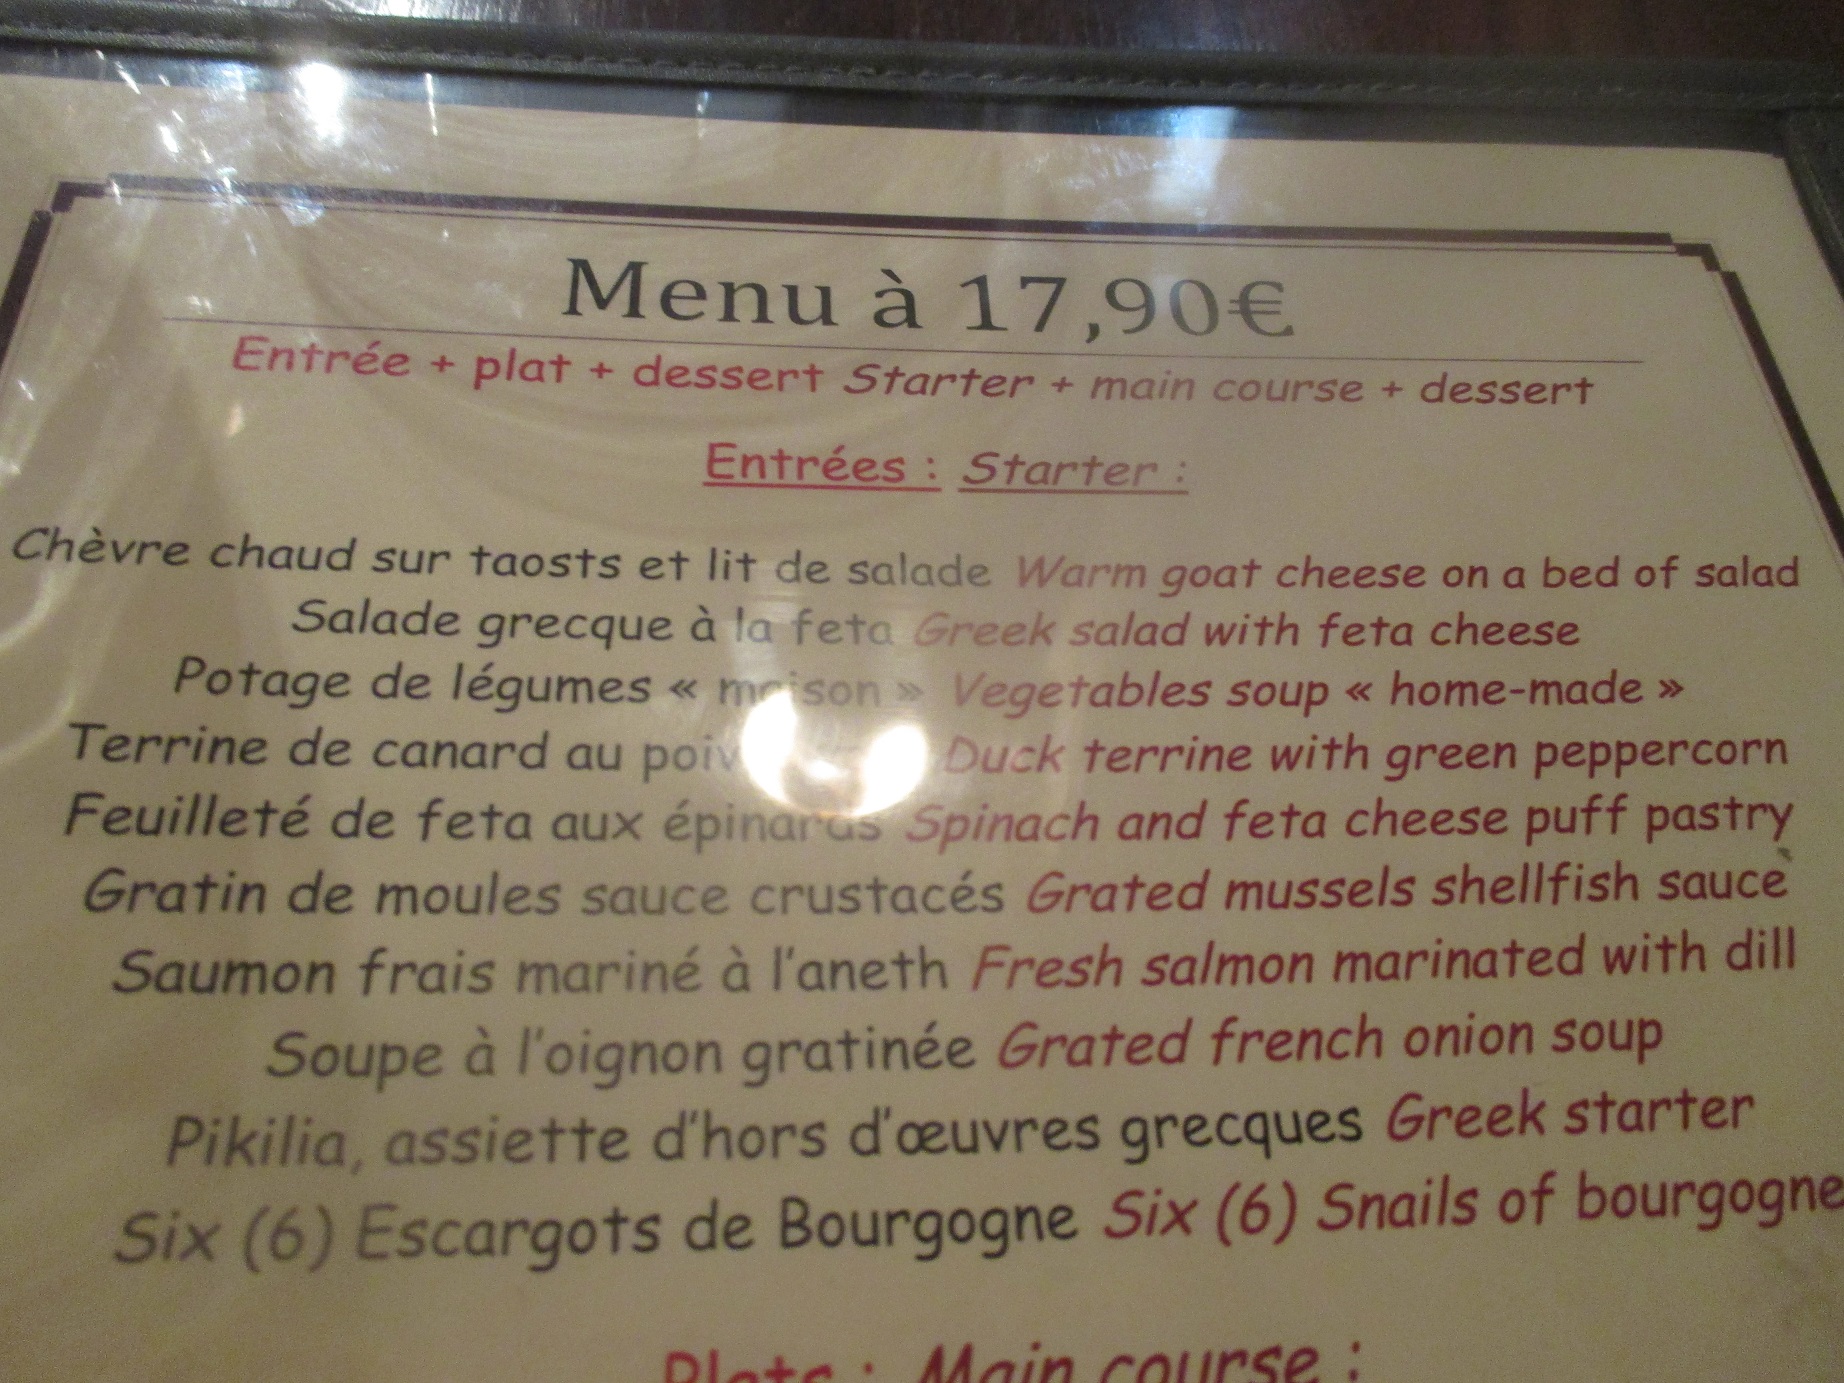 Menu à 17,90€
Entrée + plat + dessert Starter + main course + dessert
Entrées : Starter :
Chèvre chaud sur taosts et lit de salade Warm goat cheese on a bed of salad
Salade grecque à la feta Greek salad with feta cheese
Potage de légumes « maison » Vegetables soup « home-made »
Terrine de canard au Duck terrine with green peppercorn
Feuilleté de feta aux épinards Spinach and feta cheese puff pastry
Gratin de moules sauce crustacés Grated mussels shellfish sauce
Saumon frais mariné à l'aneth Fresh salmon marinated with dill
Soupe à l'oignon gratinée Grated french onion soup
Pikilia, assiette d'hors d'œuvres grecques Greek starter
Six (6) Escargots de Bourgogne Six (6) Snails of bourgogne
Plats : Main course :